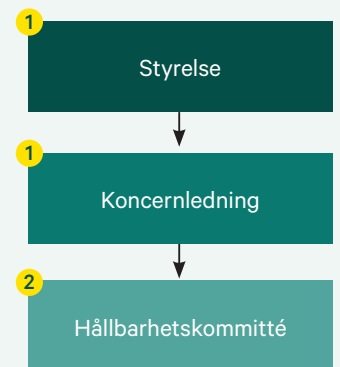 1
Styrelse
1
Koncernledning
2
Hållbarhetskommitté